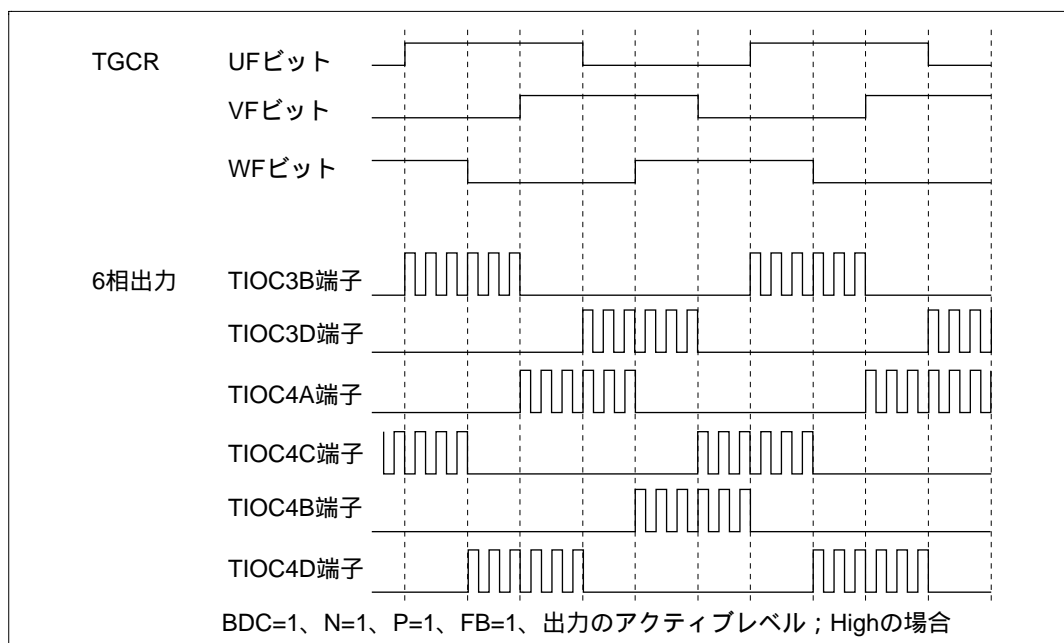 TGCR UFビット
VFビット
WFビット
6相出力 TIOC3B端子
TIOC3D端子
TIOC4A端子
TIOC4C端子
TIOC4B端子
TIOC4D端子
BDC=1、N=1、P=1、FB=1、出力のアクティブレベル；Highの場合